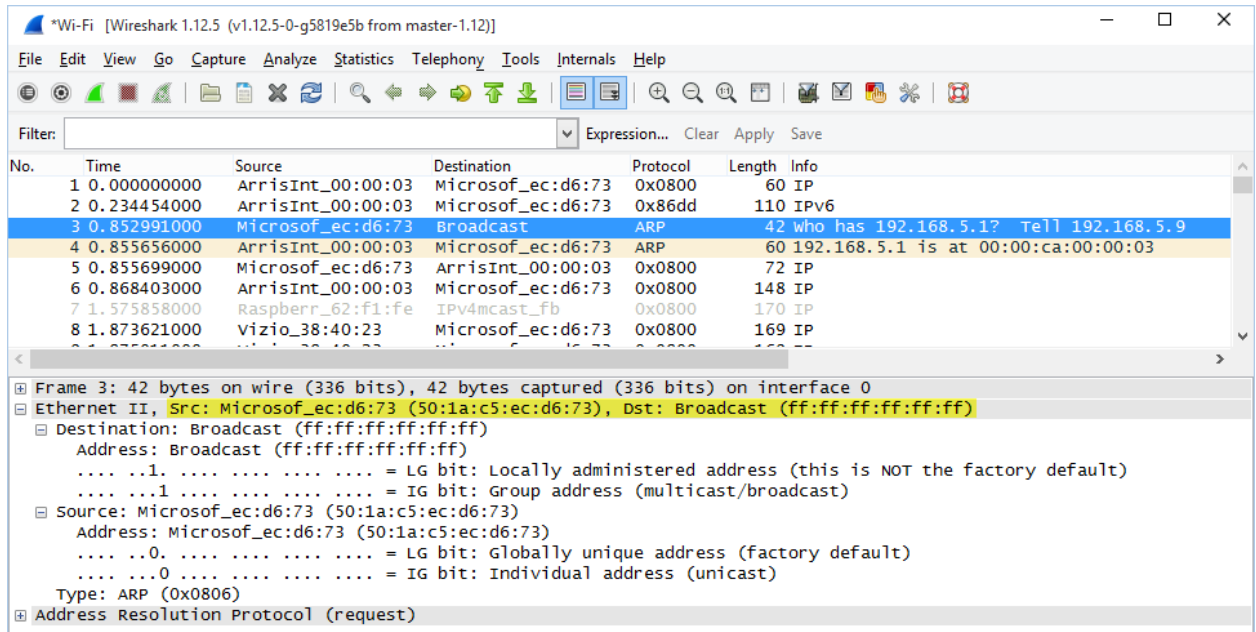 *Wi-Fi [Wireshark 1.12.5 (v1.12.5-0-g5819e5b from master-1.12)]
File Edit View Go Capture Analyze Statistics Telephony Tools Internals Help
Filter: Expression... Clear Apply Save
No. Time Source Destination Protocol Length Info
1 0.000000000 ArrisInt_00:00:03 Microsof_ec:d6:73 0x0800 60 IP
2 0.234454000 ArrisInt_00:00:03 Microsof_ec:d6:73 0x86dd 110 IPv6
3 0.852991000 Microsof_ec:d6:73 Broadcast ARP 42 Who has 192.168.5.1? Tell 192.168.5.9
4 0.855656000 ArrisInt_00:00:03 Microsof_ec:d6:73 ARP 60 192.168.5.1 is at 00:00:ca:00:00:03
5 0.855699000 Microsof_ec:d6:73 ArrisInt_00:00:03 0x0800 72 IP
6 0.868403000 ArrisInt_00:00:03 Microsof_ec:d6:73 0x0800 148 IP
7 1.575858000 Raspberr_62:f1:fe IPv4mcast_fb 0x0800 170 IP
8 1.873621000 Vizio_38:40:23 Microsof_ec:d6:73 0x0800 169 IP
Frame 3: 42 bytes on wire (336 bits), 42 bytes captured (336 bits) on interface 0
Ethernet II, Src: Microsof_ec:d6:73 (50:1a:c5:ec:d6:73), Dst: Broadcast (ff:ff:ff:ff:ff:ff)
Destination: Broadcast (ff:ff:ff:ff:ff:ff)
Address: Broadcast (ff:ff:ff:ff:ff:ff)
.... ..1. .... .... .... .... = LG bit: Locally administered address (this is NOT the factory default)
.... ...1 .... .... .... .... = IG bit: Group address (multicast/broadcast)
Source: Microsof_ec:d6:73 (50:1a:c5:ec:d6:73)
Address: Microsof_ec:d6:73 (50:1a:c5:ec:d6:73)
.... ..0. .... .... .... .... = LG bit: Globally unique address (factory default)
.... ...0 .... .... .... .... = IG bit: Individual address (unicast)
Type: ARP (0x0806)
Address Resolution Protocol (request)